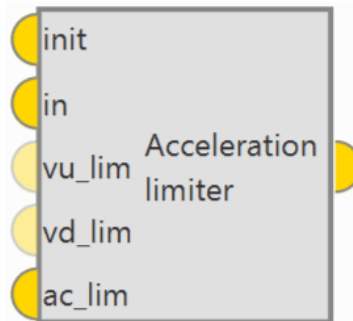 init
in
vu_lim
Acceleration
limiter
vd_lim
ac_lim